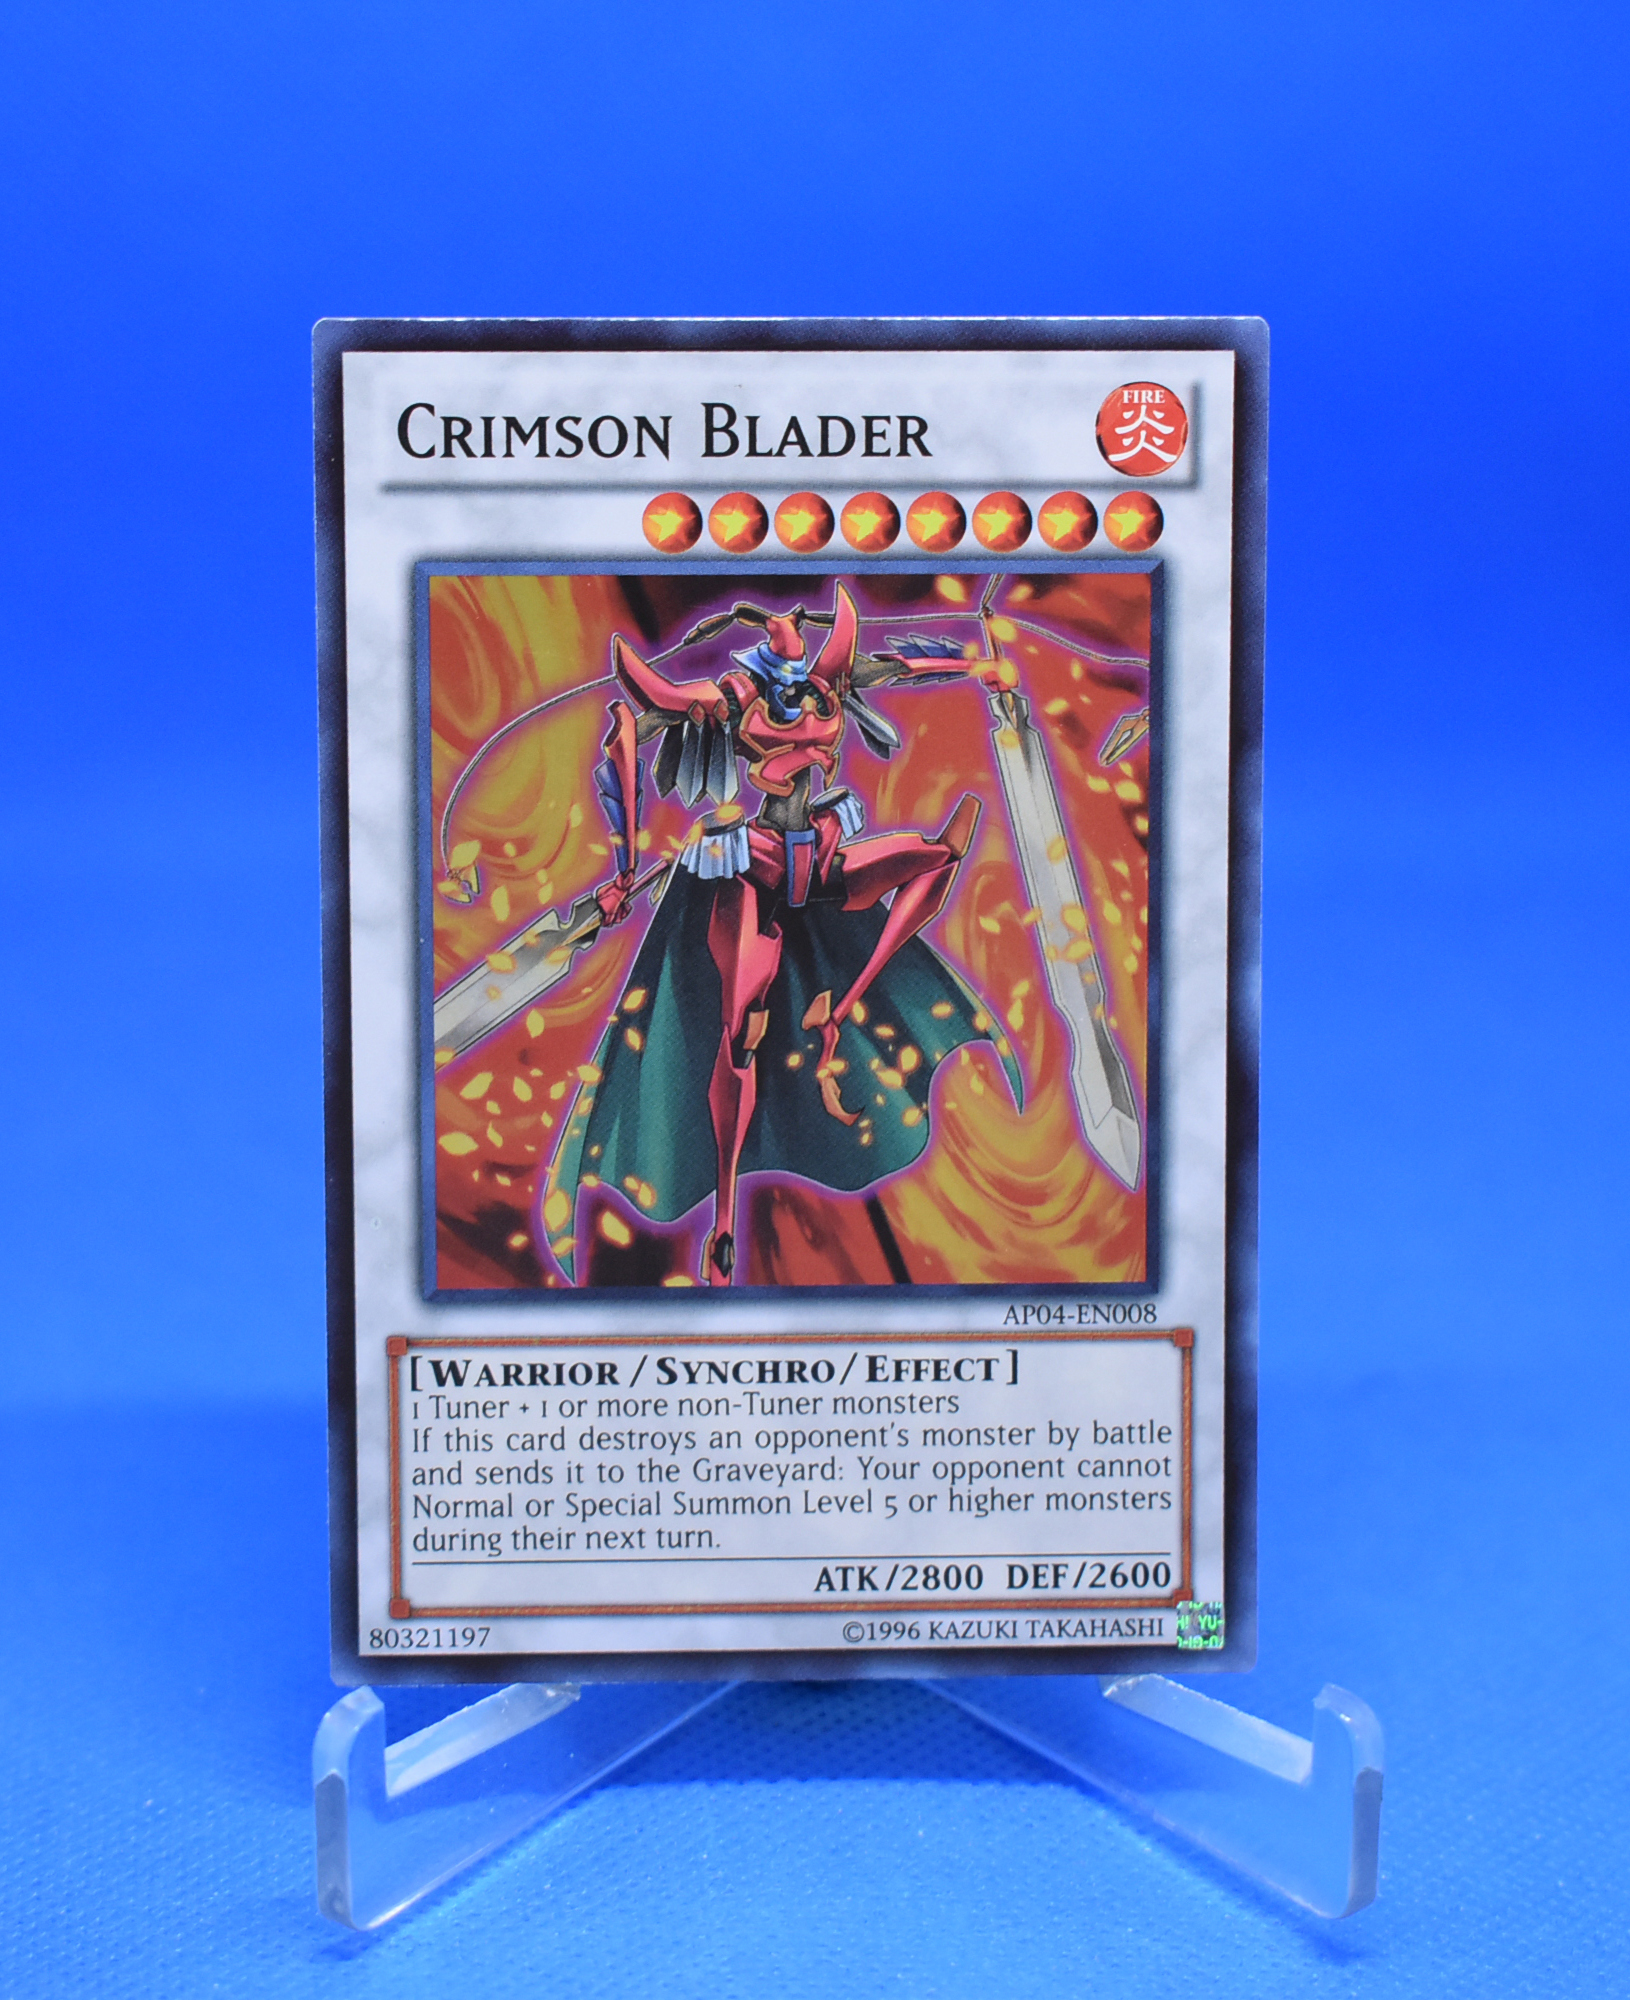 CRIMSON BLADER
FIRE
炎
AP04-EN008
[WARRIOR/SYNCHRO/EFFECT]
1 Tuner + 1 or more non-Tuner monsters
If this card destroys an opponent's monster by battle
and sends it to the Graveyard: Your opponent cannot
Normal or Special Summon Level 5 or higher monsters
during their next turn.
ATK/2800 DEF/2600
80321197
©1996 KAZUKI TAKAHASHI